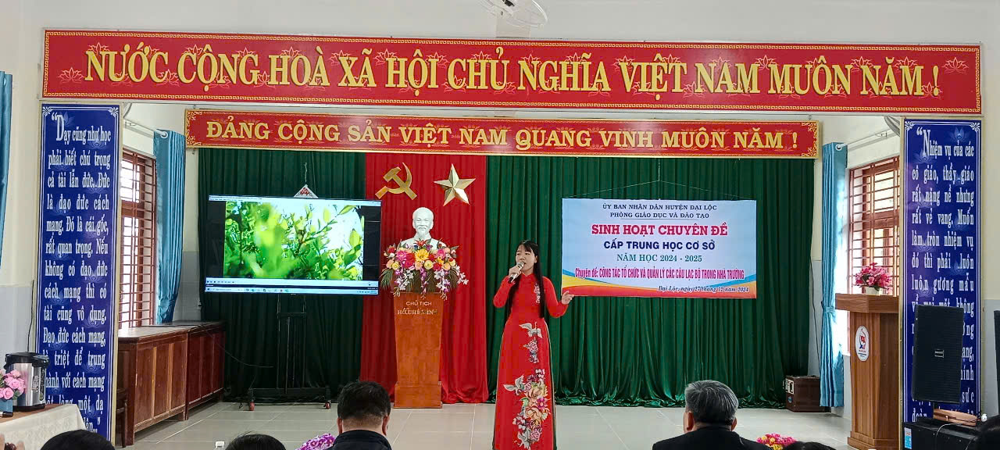 NƯỚC CỘNG HOÀ XÃ HỘI CHỦ NGHĨA VIỆT NAM MUÔN NĂM !
ĐẢNG CỘNG SẢN VIỆT NAM QUANG VINH MUÔN NĂM !
"Dạy cũng như học
phải biết chú trọng
cả tài lẫn đức. Đức
là đạo đức cách
mạng. Đó là cái gốc,
rất quan trọng. Nếu
không có đạo đức
cách mạng thì có
tài cũng vô dụng.
Đạo đức cách mạng,
là triệt để trung
thành với cách mạng
ỦY BAN NHÂN DÂN HUYỆN ĐẠI LỘC
PHÒNG GIÁO DỤC VÀ ĐÀO TẠO
SINH HOẠT CHUYÊN ĐỀ
CẤP TRUNG HỌC CƠ SỞ
NĂM HỌC 2024 - 2025
Chuyên đề: CÔNG TÁC TỔ CHỨC VÀ QUẢN LÝ CÁC CÂU LẠC BỘ TRONG NHÀ TRƯỜNG
Đại Lộc, ngày 27 tháng 12 năm 2024
CHỦ TỊCH
HỒ CHÍ MINH
"Nhiệm vụ của các
cô giáo, thầy giáo
rất nặng nề nhưng
rất vẻ vang. Muốn
làm tròn nhiệm vụ
đó thì phải luôn
luôn gương mẫu